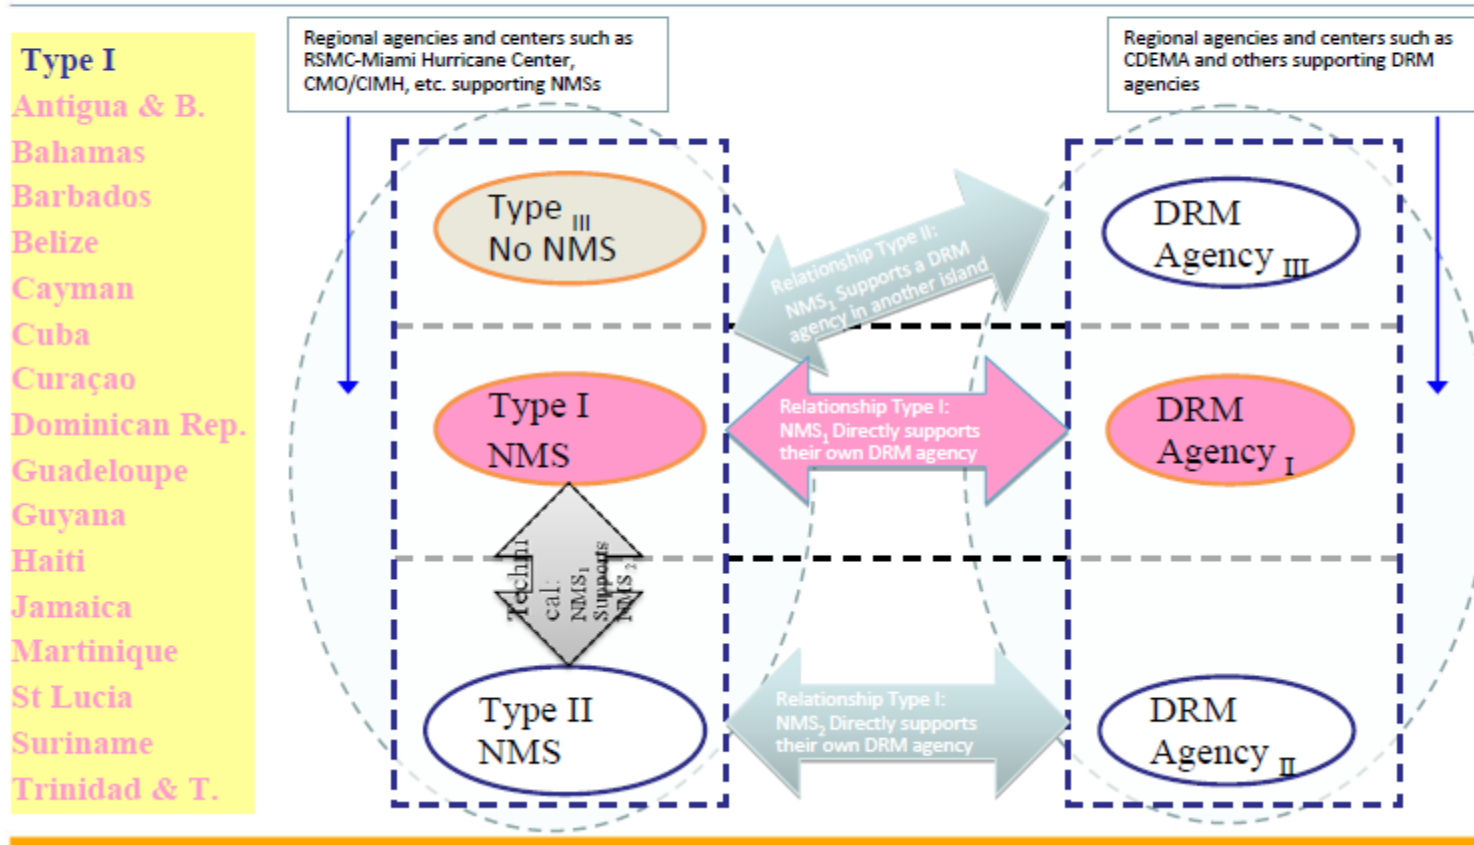 Type I
Antigua & B.
Bahamas
Barbados
Belize
Cayman
Cuba
Curaçao
Dominican Rep.
Guadeloupe
Guyana
Haiti
Jamaica
Martinique
St Lucia
Suriname
Trinidad & T.
Regional agencies and centers such as
RSMC-Miami Hurricane Center,
CMO/CIMH, etc. supporting NMSs
Regional agencies and centers such as
CDEMA and others supporting DRM
agencies
Type III
No NMS
Relationship Type II:
NMS1 Supports a DRM
agency in another island
DRM
Agency III
Type I
NMS
Relationship Type I:
NMS1 Directly supports
their own DRM agency
DRM
Agency I
Techni
cal:
NMS1
Supports
NMS2
Type II
NMS
Relationship Type I:
NMS2 Directly supports
their own DRM agency
DRM
Agency II